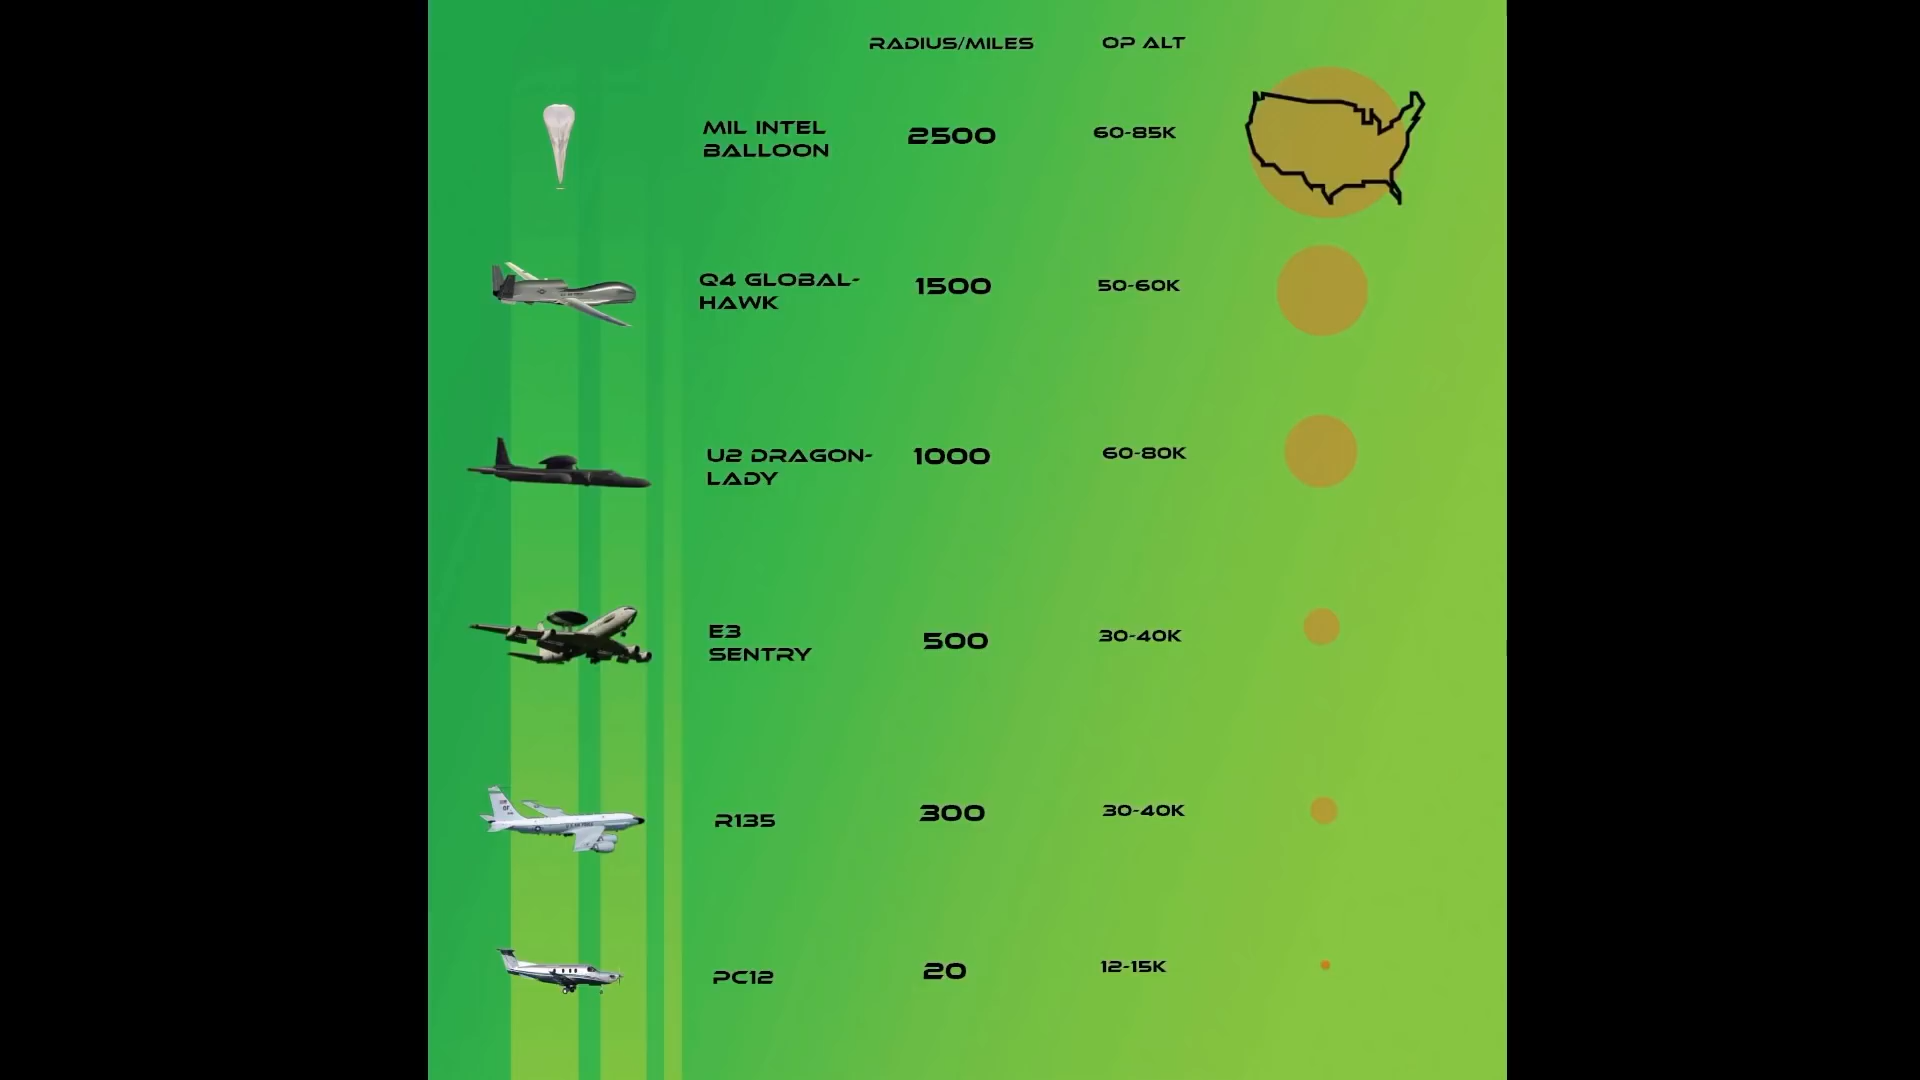 RADIUS/MILES OP ALT
MIL INTEL
BALLOON
2500 60-85K
Q4 GLOBAL-
HAWK
1500 50-60K
U2 DRAGON-
LADY
1000 60-80K
E3
SENTRY
500 30-40K
R135 300 30-40K
PC12 20 12-15K